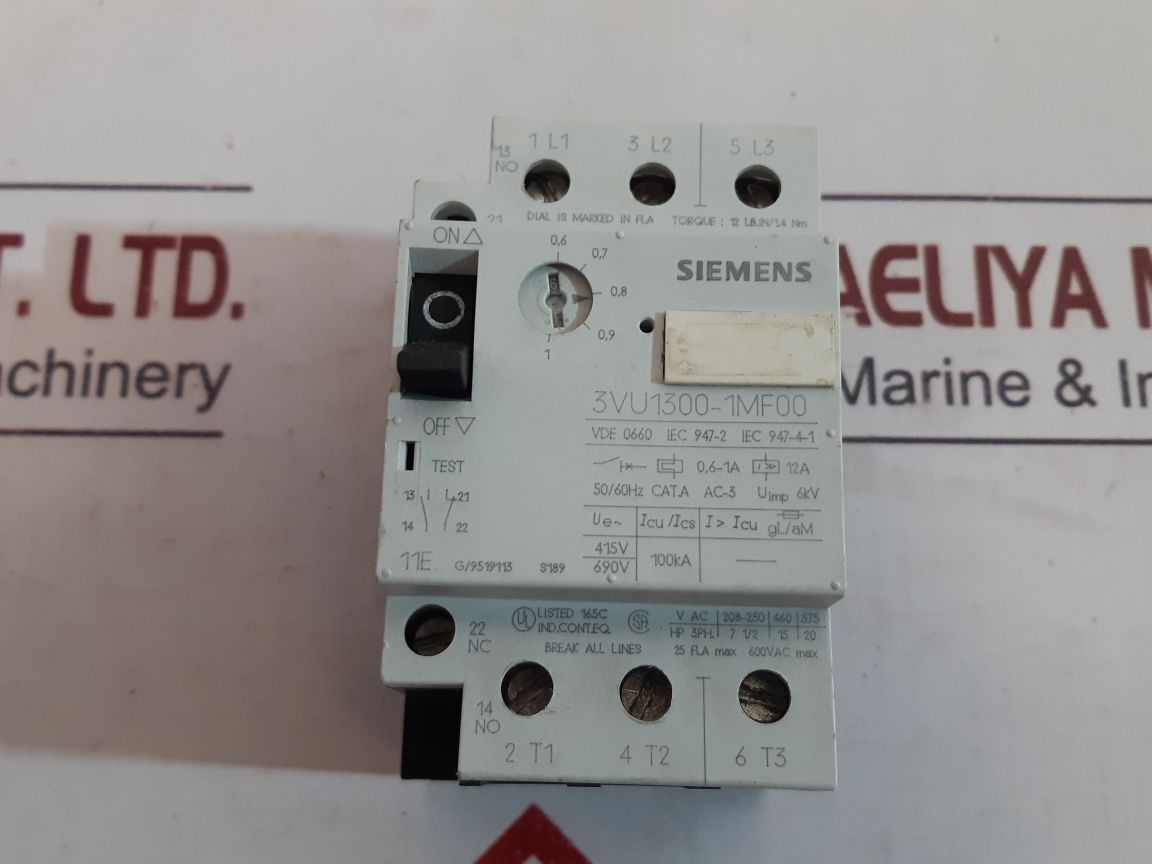 1 L1 3 L2 5 L3
13
NO
21
DIAL IS MARKED IN FLA TORQUE : 12 LB.IN/1.4 Nm
ON △
0,6
0,7
0,8
0,9
1
O
SIEMENS
T. LTD.
AELIYA M
achinery
Marine & In
3VU1300-1MF00
OFF ▽
VDE 0660 IEC 947-2 IEC 947-4-1
TEST
0,6-1A I>> 12A
50/60Hz CAT.A AC-3 Uimp 6kV
13 21
14 22
Ue~ Icu/Ics I> Icu gL/aM
415V
690V
100kA
11E G/9519113 S189
UL LISTED 165C
IND.CONT.EQ.
SA
V AC 208-230 460 575
HP 3PH. 7 1/2 15 20
BREAK ALL LINES 25 FLA max 600VAC max
22
NC
14
NO
2 T1 4 T2 6 T3